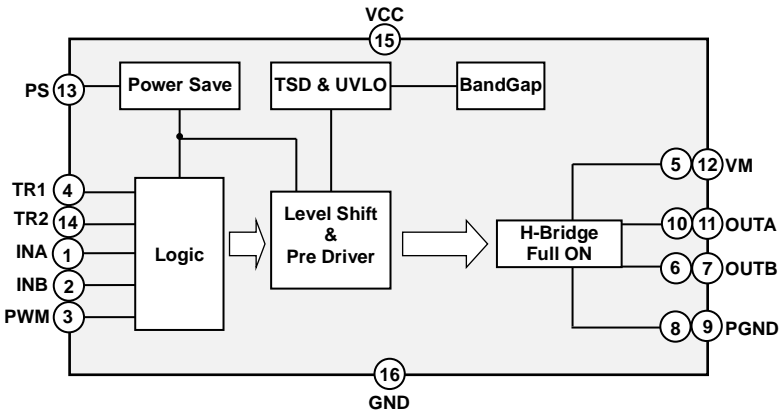 VCC
15
PS 13
Power Save
TSD & UVLO
BandGap
TR1 4
TR2 14
INA 1
INB 2
PWM 3
Logic
Level Shift
&
Pre Driver
H-Bridge
Full ON
5 12 VM
10 11 OUTA
6 7 OUTB
8 9 PGND
16
GND